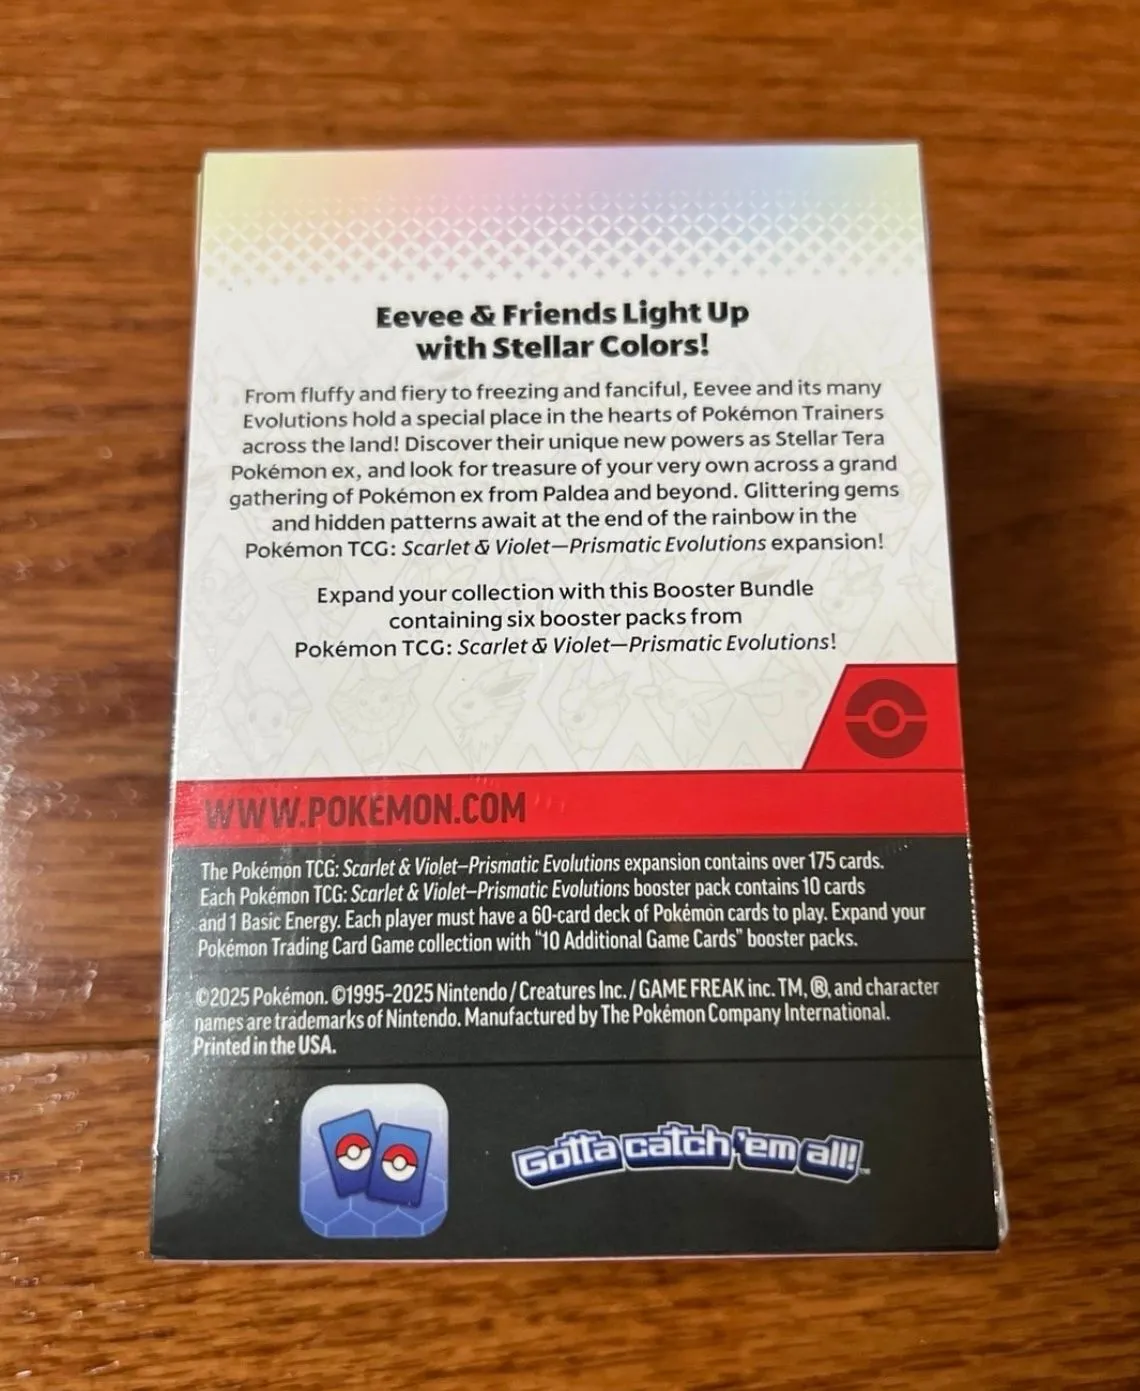 Eevee & Friends Light Up
with Stellar Colors!
From fluffy and fiery to freezing and fanciful, Eevee and its many
Evolutions hold a special place in the hearts of Pokémon Trainers
across the land! Discover their unique new powers as Stellar Tera
Pokémon ex, and look for treasure of your very own across a grand
gathering of Pokémon ex from Paldea and beyond. Glittering gems
and hidden patterns await at the end of the rainbow in the
Pokémon TCG: Scarlet & Violet—Prismatic Evolutions expansion!
Expand your collection with this Booster Bundle
containing six booster packs from
Pokémon TCG: Scarlet & Violet—Prismatic Evolutions!
WWW.POKEMON.COM
The Pokémon TCG: Scarlet & Violet—Prismatic Evolutions expansion contains over 175 cards.
Each Pokémon TCG: Scarlet & Violet—Prismatic Evolutions booster pack contains 10 cards
and 1 Basic Energy. Each player must have a 60-card deck of Pokémon cards to play. Expand your
Pokémon Trading Card Game collection with “10 Additional Game Cards” booster packs.
©2025 Pokémon. ©1995–2025 Nintendo / Creatures Inc. / GAME FREAK inc. TM, ®, and character
names are trademarks of Nintendo. Manufactured by The Pokémon Company International.
Printed in the USA.
Gotta catch 'em all!™